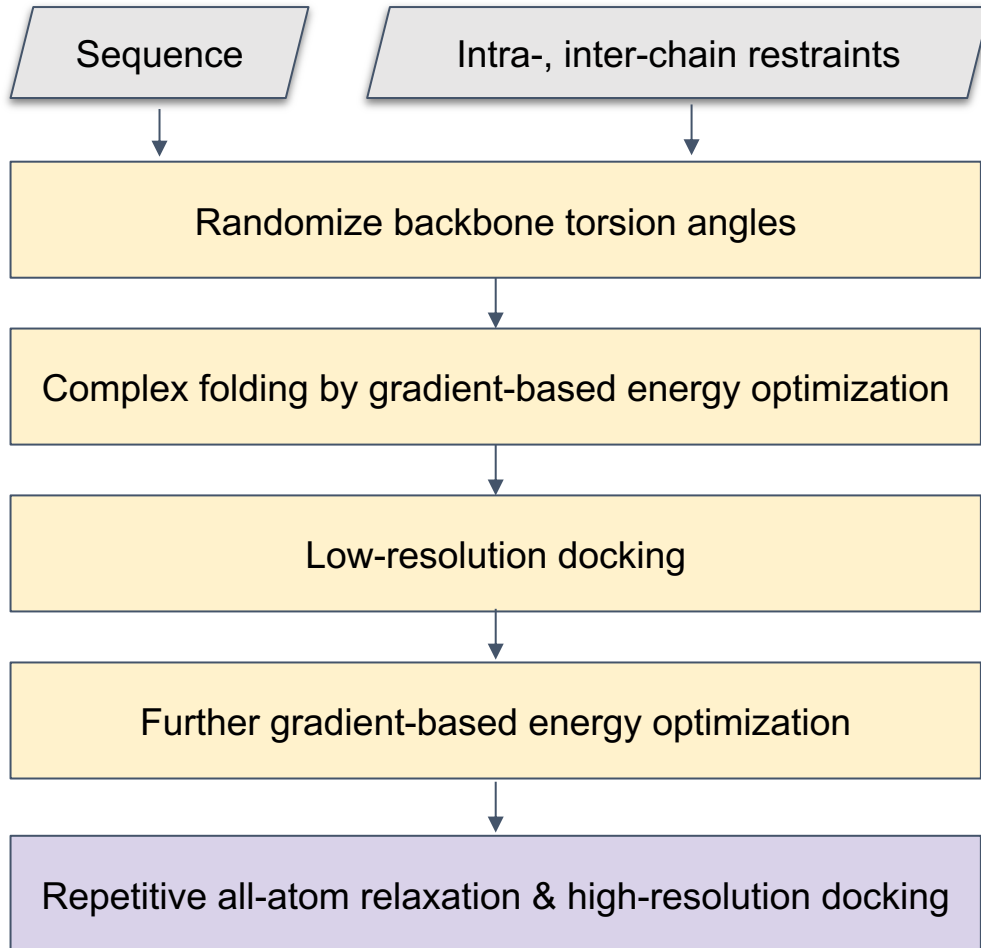 Sequence
Intra-, inter-chain restraints
Randomize backbone torsion angles
Complex folding by gradient-based energy optimization
Low-resolution docking
Further gradient-based energy optimization
Repetitive all-atom relaxation & high-resolution docking